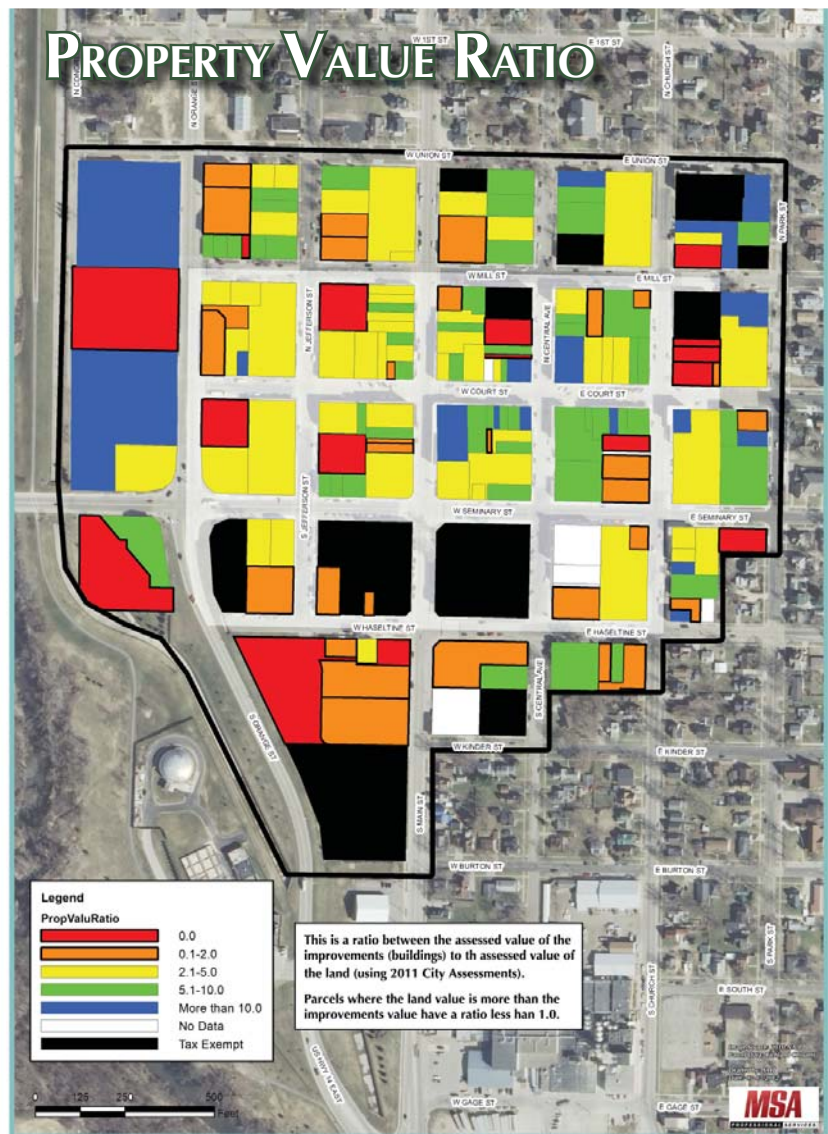 PROPERTY VALUE RATIO
W 1ST ST
E 1ST ST
N CHURCH ST
N ORANGE
W UNION ST
E UNION ST
N PARK ST
W MILL ST
E MILL ST
N JEFFERSON ST
N CENTRAL AVE
W COURT ST
E COURT ST
S JEFFERSON ST
W SEMINARY ST
E SEMINARY ST
W HASELTINE ST
E HASELTINE ST
S CENTRAL AVE
S ORANGE ST
W KINDER ST
E KINDER ST
S MAIN ST
W BURTON ST
E BURTON ST
S PARK ST
S CHURCH ST
E SOUTH ST
US HWY 14 EAST
W GAGE ST
E GAGE ST
Legend
PropValuRatio
0.0
0.1-2.0
2.1-5.0
5.1-10.0
More than 10.0
No Data
Tax Exempt
This is a ratio between the assessed value of the
improvements (buildings) to th assessed value of
the land (using 2011 City Assessments).
Parcels where the land value is more than the
improvements value have a ratio less han 1.0.
0 125 250 500
Feet
MSA
PROFESSIONAL SERVICES